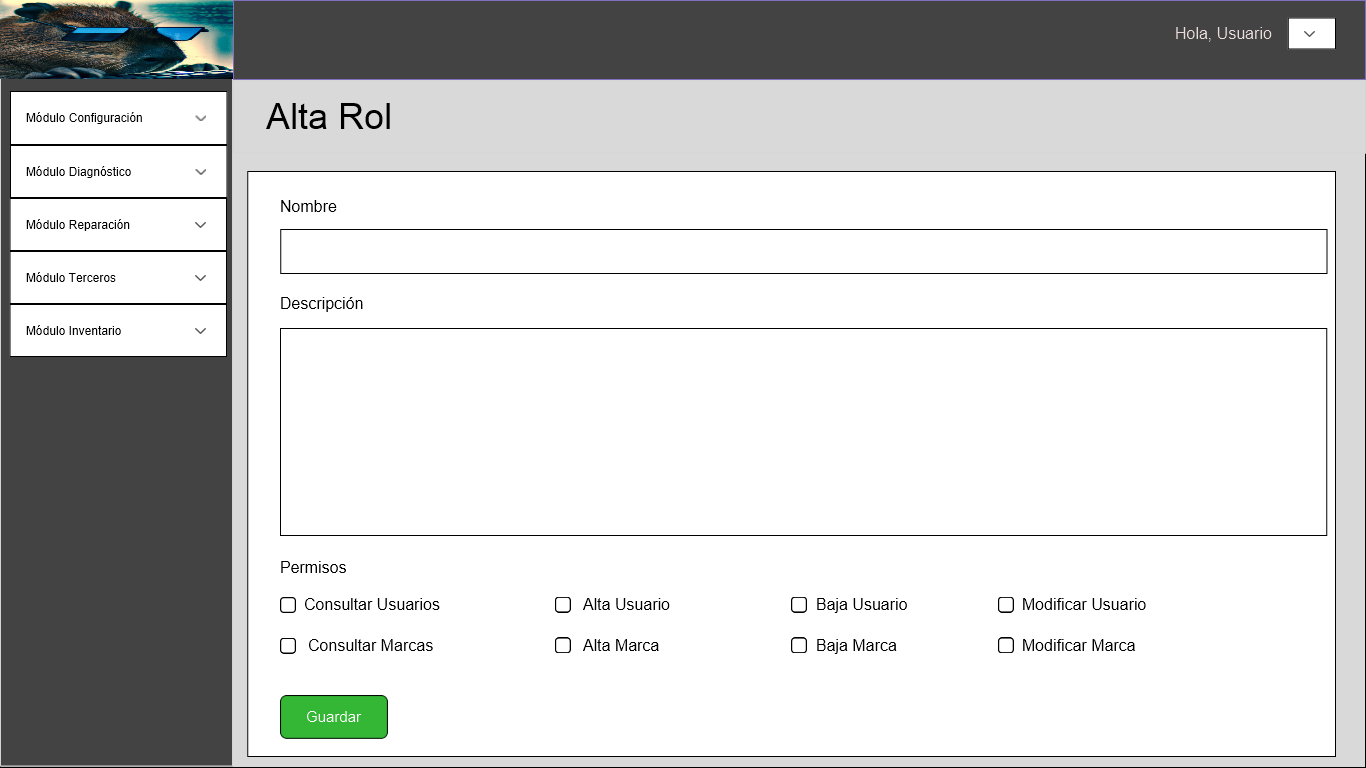 Hola, Usuario
Módulo Configuración
Módulo Diagnóstico
Módulo Reparación
Módulo Terceros
Módulo Inventario
Alta Rol
Nombre
Descripción
Permisos
Consultar Usuarios Alta Usuario Baja Usuario Modificar Usuario
Consultar Marcas Alta Marca Baja Marca Modificar Marca
Guardar